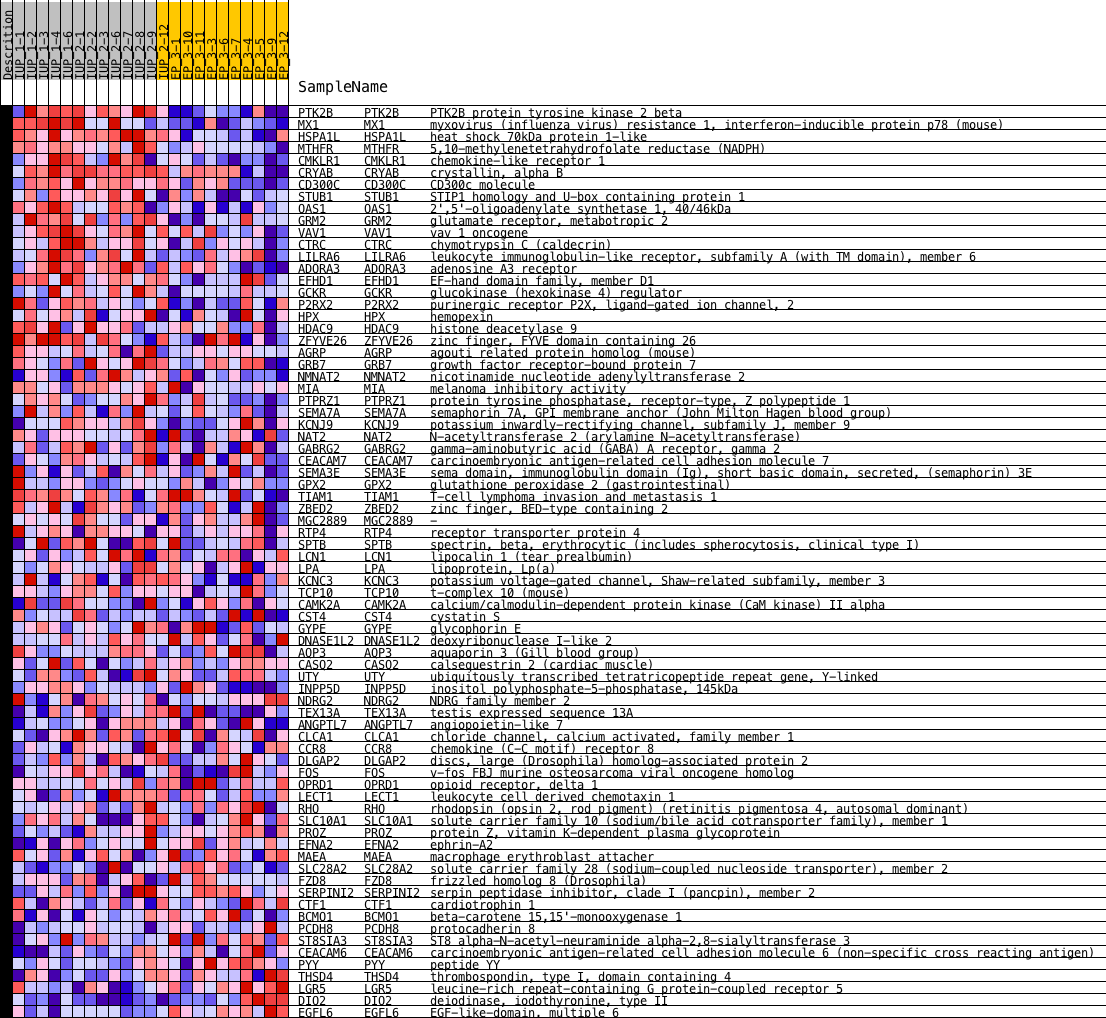 Descrition
IUP_1-1
IUP_1-2
IUP_1-3
IUP_1-4
IUP_1-6
IUP_2-1
IUP_2-2
IUP_2-3
IUP_2-6
IUP_2-7
IUP_2-8
IUP_2-9
IUP_2-12
EP_3-1
EP_3-10
EP_3-11
EP_3-3
EP_3-6
EP_3-7
EP_3-4
EP_3-5
EP_3-9
EP_3-12
SampleName
PTK2B PTK2B PTK2B protein tyrosine kinase 2 beta
MX1 MX1 myxovirus (influenza virus) resistance 1, interferon-inducible protein p78 (mouse)
HSPA1L HSPA1L heat shock 70kDa protein 1-like
MTHFR MTHFR 5,10-methylenetetrahydrofolate reductase (NADPH)
CMKLR1 CMKLR1 chemokine-like receptor 1
CRYAB CRYAB crystallin, alpha B
CD300C CD300C CD300c molecule
STUB1 STUB1 STIP1 homology and U-box containing protein 1
OAS1 OAS1 2',5'-oligoadenylate synthetase 1, 40/46kDa
GRM2 GRM2 glutamate receptor, metabotropic 2
VAV1 VAV1 vav 1 oncogene
CTRC CTRC chymotrypsin C (caldecrin)
LILRA6 LILRA6 leukocyte immunoglobulin-like receptor, subfamily A (with TM domain), member 6
ADORA3 ADORA3 adenosine A3 receptor
EFHD1 EFHD1 EF-hand domain family, member D1
GCKR GCKR glucokinase (hexokinase 4) regulator
P2RX2 P2RX2 purinergic receptor P2X, ligand-gated ion channel, 2
HPX HPX hemopexin
HDAC9 HDAC9 histone deacetylase 9
ZFYVE26 ZFYVE26 zinc finger, FYVE domain containing 26
AGRP AGRP agouti related protein homolog (mouse)
GRB7 GRB7 growth factor receptor-bound protein 7
NMNAT2 NMNAT2 nicotinamide nucleotide adenylyltransferase 2
MIA MIA melanoma inhibitory activity
PTPRZ1 PTPRZ1 protein tyrosine phosphatase, receptor-type, Z polypeptide 1
SEMA7A SEMA7A semaphorin 7A, GPI membrane anchor (John Milton Hagen blood group)
KCNJ9 KCNJ9 potassium inwardly-rectifying channel, subfamily J, member 9
NAT2 NAT2 N-acetyltransferase 2 (arylamine N-acetyltransferase)
GABRG2 GABRG2 gamma-aminobutyric acid (GABA) A receptor, gamma 2
CEACAM7 CEACAM7 carcinoembryonic antigen-related cell adhesion molecule 7
SEMA3E SEMA3E sema domain, immunoglobulin domain (Ig), short basic domain, secreted, (semaphorin) 3E
GPX2 GPX2 glutathione peroxidase 2 (gastrointestinal)
TIAM1 TIAM1 T-cell lymphoma invasion and metastasis 1
ZBED2 ZBED2 zinc finger, BED-type containing 2
MGC2889 MGC2889 -
RTP4 RTP4 receptor transporter protein 4
SPTB SPTB spectrin, beta, erythrocytic (includes spherocytosis, clinical type I)
LCN1 LCN1 lipocalin 1 (tear prealbumin)
LPA LPA lipoprotein, Lp(a)
KCNC3 KCNC3 potassium voltage-gated channel, Shaw-related subfamily, member 3
TCP10 TCP10 t-complex 10 (mouse)
CAMK2A CAMK2A calcium/calmodulin-dependent protein kinase (CaM kinase) II alpha
CST4 CST4 cystatin S
GYPE GYPE glycophorin E
DNASE1L2 DNASE1L2 deoxyribonuclease I-like 2
AQP3 AQP3 aquaporin 3 (Gill blood group)
CASQ2 CASQ2 calsequestrin 2 (cardiac muscle)
UTY UTY ubiquitously transcribed tetratricopeptide repeat gene, Y-linked
INPP5D INPP5D inositol polyphosphate-5-phosphatase, 145kDa
NDRG2 NDRG2 NDRG family member 2
TEX13A TEX13A testis expressed sequence 13A
ANGPTL7 ANGPTL7 angiopoietin-like 7
CLCA1 CLCA1 chloride channel, calcium activated, family member 1
CCR8 CCR8 chemokine (C-C motif) receptor 8
DLGAP2 DLGAP2 discs, large (Drosophila) homolog-associated protein 2
FOS FOS v-fos FBJ murine osteosarcoma viral oncogene homolog
OPRD1 OPRD1 opioid receptor, delta 1
LECT1 LECT1 leukocyte cell derived chemotaxin 1
RHO RHO rhodopsin (opsin 2, rod pigment) (retinitis pigmentosa 4, autosomal dominant)
SLC10A1 SLC10A1 solute carrier family 10 (sodium/bile acid cotransporter family), member 1
PROZ PROZ protein Z, vitamin K-dependent plasma glycoprotein
EFNA2 EFNA2 ephrin-A2
MAEA MAEA macrophage erythroblast attacher
SLC28A2 SLC28A2 solute carrier family 28 (sodium-coupled nucleoside transporter), member 2
FZD8 FZD8 frizzled homolog 8 (Drosophila)
SERPINI2 SERPINI2 serpin peptidase inhibitor, clade I (pancpin), member 2
CTF1 CTF1 cardiotrophin 1
BCMO1 BCMO1 beta-carotene 15,15'-monooxygenase 1
PCDH8 PCDH8 protocadherin 8
ST8SIA3 ST8SIA3 ST8 alpha-N-acetyl-neuraminide alpha-2,8-sialyltransferase 3
CEACAM6 CEACAM6 carcinoembryonic antigen-related cell adhesion molecule 6 (non-specific cross reacting antigen)
PYY PYY peptide YY
THSD4 THSD4 thrombospondin, type I, domain containing 4
LGR5 LGR5 leucine-rich repeat-containing G protein-coupled receptor 5
DIO2 DIO2 deiodinase, iodothyronine, type II
EGFL6 EGFL6 EGF-like-domain, multiple 6